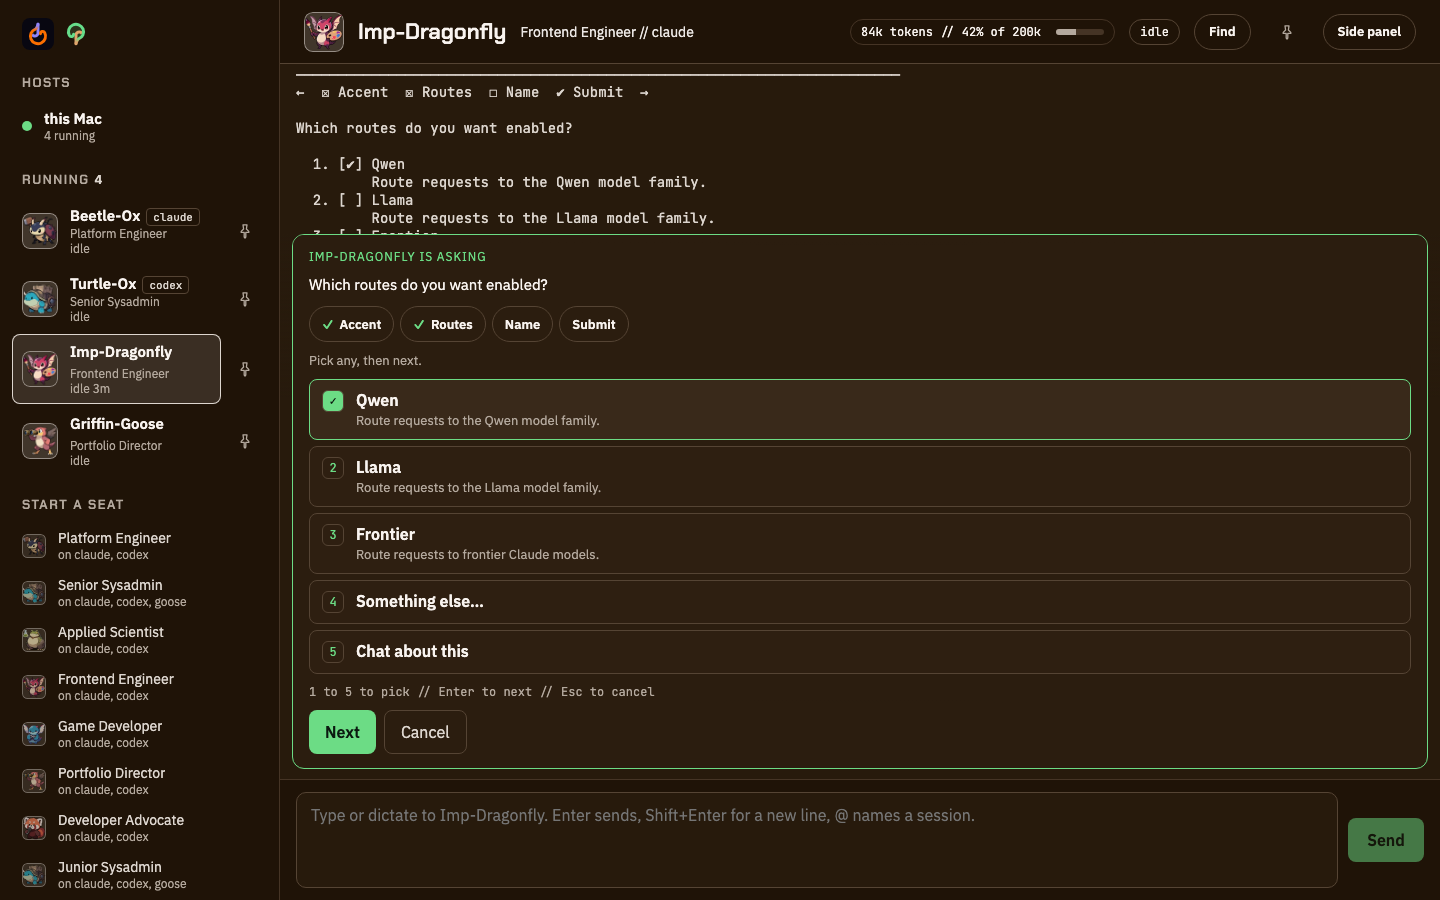 HOSTS
this Mac
4 running
RUNNING 4
Beetle-Ox claude
Platform Engineer
idle
Turtle-Ox codex
Senior Sysadmin
idle
Imp-Dragonfly
Frontend Engineer
idle 3m
Griffin-Goose
Portfolio Director
idle
START A SEAT
Platform Engineer
on claude, codex
Senior Sysadmin
on claude, codex, goose
Applied Scientist
on claude, codex
Frontend Engineer
on claude, codex
Game Developer
on claude, codex
Portfolio Director
on claude, codex
Developer Advocate
on claude, codex
Junior Sysadmin
on claude, codex, goose
Imp-Dragonfly Frontend Engineer // claude 84k tokens // 42% of 200k idle Find Side panel
← ☒ Accent ☒ Routes ☐ Name ✔ Submit →
Which routes do you want enabled?
1. [✔] Qwen
Route requests to the Qwen model family.
2. [ ] Llama
Route requests to the Llama model family.
3. [ ] Frontier
IMP-DRAGONFLY IS ASKING
Which routes do you want enabled?
✓ Accent ✓ Routes Name Submit
Pick any, then next.
✓ Qwen
Route requests to the Qwen model family.
2 Llama
Route requests to the Llama model family.
3 Frontier
Route requests to frontier Claude models.
4 Something else...
5 Chat about this
1 to 5 to pick // Enter to next // Esc to cancel
Next Cancel
Type or dictate to Imp-Dragonfly. Enter sends, Shift+Enter for a new line, @ names a session.
Send